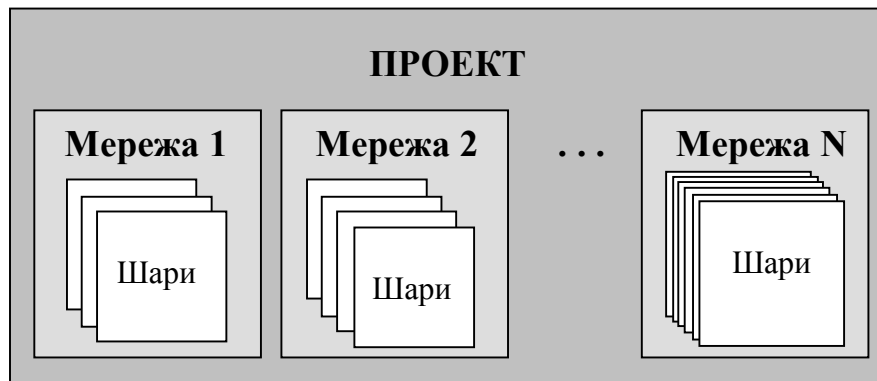 ПРОЕКТ
Мережа 1 Мережа 2 . . . Мережа N
Шари Шари Шари